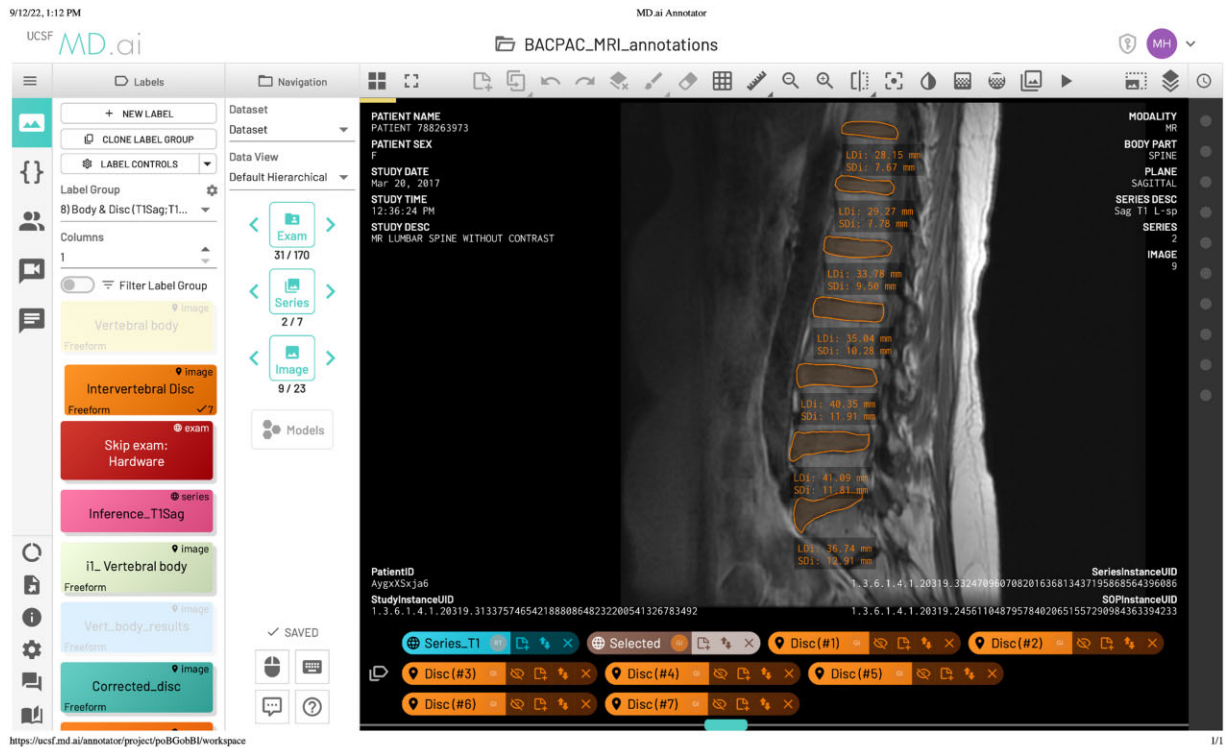 9/12/22, 1:12 PM
MD.ai Annotator
UCSF MD.ai
BACPAC_MRI_annotations
MH
Labels
Navigation
+ NEW LABEL
CLONE LABEL GROUP
LABEL CONTROLS
Label Group
8) Body & Disc (T1Sag;T1...
Columns
1
Filter Label Group
image
Vertebral body
Freeform
image
Intervertebral Disc
Freeform
7
exam
Skip exam:
Hardware
series
Inference_T1Sag
image
i1_ Vertebral body
Freeform
image
Vert_body_results
Freeform
image
Corrected_disc
Freeform
Dataset
Dataset
Data View
Default Hierarchical
Exam
31 / 170
Series
2 / 7
Image
9 / 23
Models
SAVED
PATIENT NAME
PATIENT 788263973
PATIENT SEX
F
STUDY DATE
Mar 20, 2017
STUDY TIME
12:36:24 PM
STUDY DESC
MR LUMBAR SPINE WITHOUT CONTRAST
MODALITY
MR
BODY PART
SPINE
PLANE
SAGITTAL
SERIES DESC
Sag T1 L-sp
SERIES
2
IMAGE
9
LDi: 28.15 mm
SDi: 7.67 mm
LDi: 29.27 mm
SDi: 7.78 mm
LDi: 33.78 mm
SDi: 9.50 mm
LDi: 35.04 mm
SDi: 10.28 mm
LDi: 40.35 mm
SDi: 11.91 mm
LDi: 41.09 mm
SDi: 11.81 mm
LDi: 36.74 mm
SDi: 12.91 mm
PatientID
AygxXSxja6
StudyInstanceUID
1.3.6.1.4.1.20319.313375746542188808648232200541326783492
SeriesInstanceUID
1.3.6.1.4.1.20319.332470960708201636813437195868564396086
SOPInstanceUID
1.3.6.1.4.1.20319.245611048795784020651557290984363394233
Series_T1 RT
Selected GI
Disc(#1) GI
Disc(#2) GI
Disc(#3) GI
Disc(#4) GI
Disc(#5) GI
Disc(#6) GI
Disc(#7) GI
https://ucsf.md.ai/annotator/project/poBGobBl/workspace
1/1